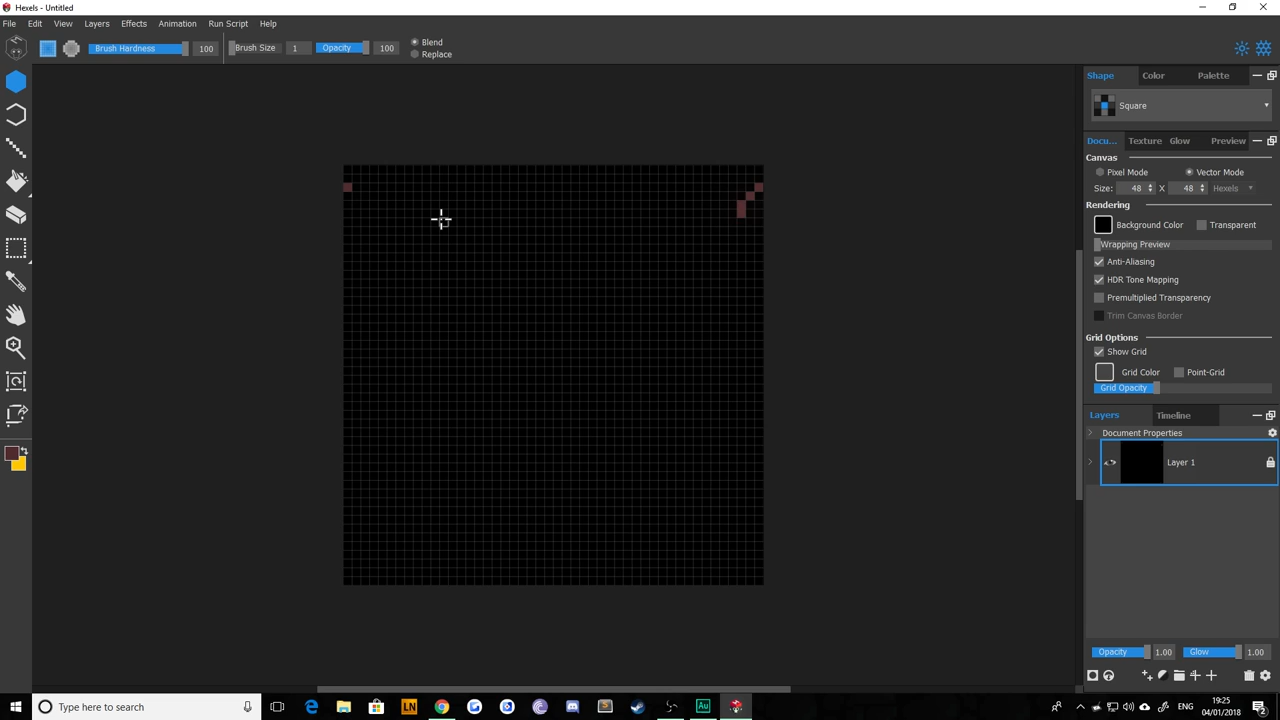 Hexels - Untitled
File Edit View Layers Effects Animation Run Script Help
Brush Hardness 100 Brush Size 1 Opacity 100 Blend
Replace
Shape Color Palette
Square
Docu... Texture Glow Preview
Canvas
Pixel Mode Vector Mode
Size: 48 X 48 Hexels
Rendering
Background Color Transparent
Wrapping Preview
Anti-Aliasing
HDR Tone Mapping
Premultiplied Transparency
Trim Canvas Border
Grid Options
Show Grid
Grid Color Point-Grid
Grid Opacity
Layers Timeline
Document Properties
Layer 1
Opacity 1.00 Glow 1.00
Type here to search
LN
Au
ENG
19:25
04/01/2018
2